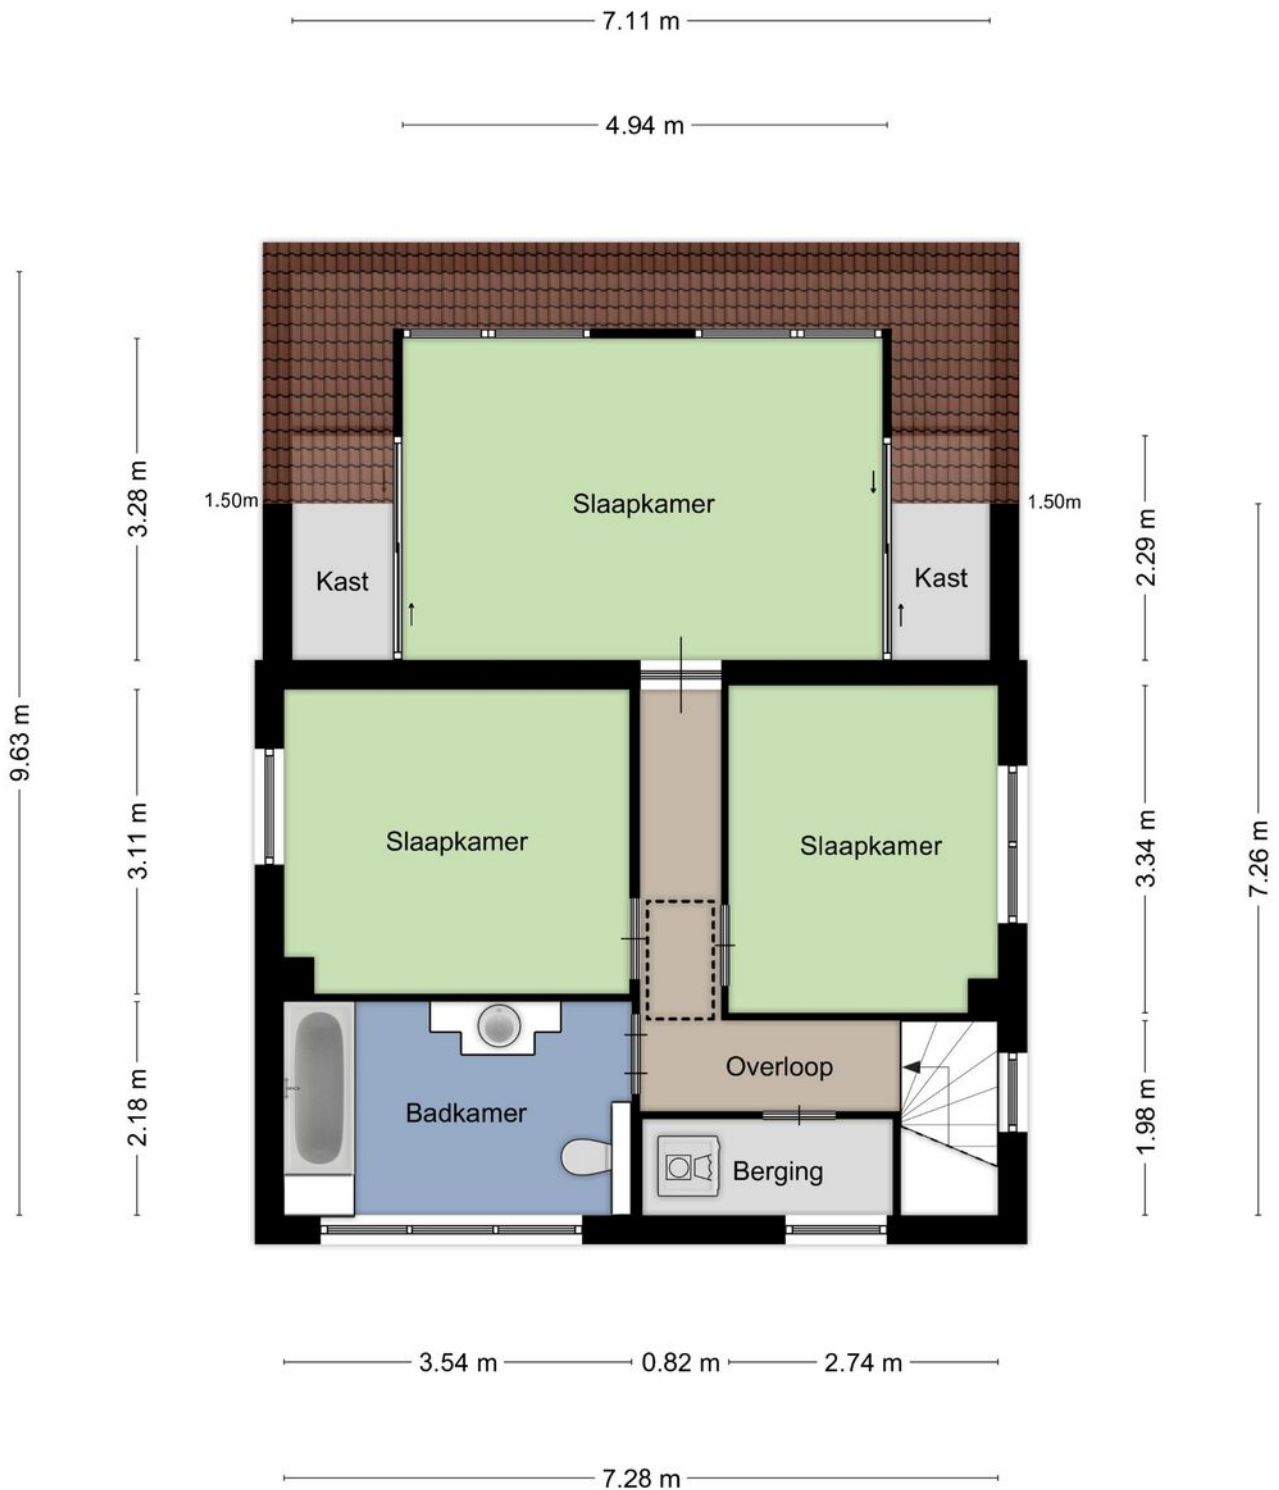 7.11 m
4.94 m
9.63 m
3.28 m
1.50m
Slaapkamer
1.50m
Kast
Kast
2.29 m
7.26 m
3.11 m
Slaapkamer
Slaapkamer
3.34 m
2.18 m
Badkamer
Overloop
Berging
1.98 m
3.54 m
0.82 m
2.74 m
7.28 m